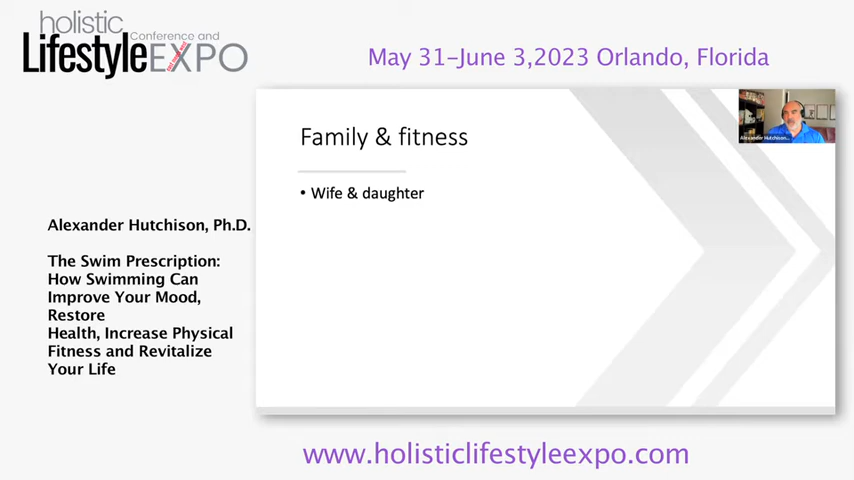 holistic
Conference and
LifestyleEXPO
May 31-June 3,2023 Orlando, Florida
Family & fitness
• Wife & daughter
Alexander Hutchison, Ph.D.
The Swim Prescription:
How Swimming Can
Improve Your Mood,
Restore
Health, Increase Physical
Fitness and Revitalize
Your Life
www.holisticlifestyleexpo.com